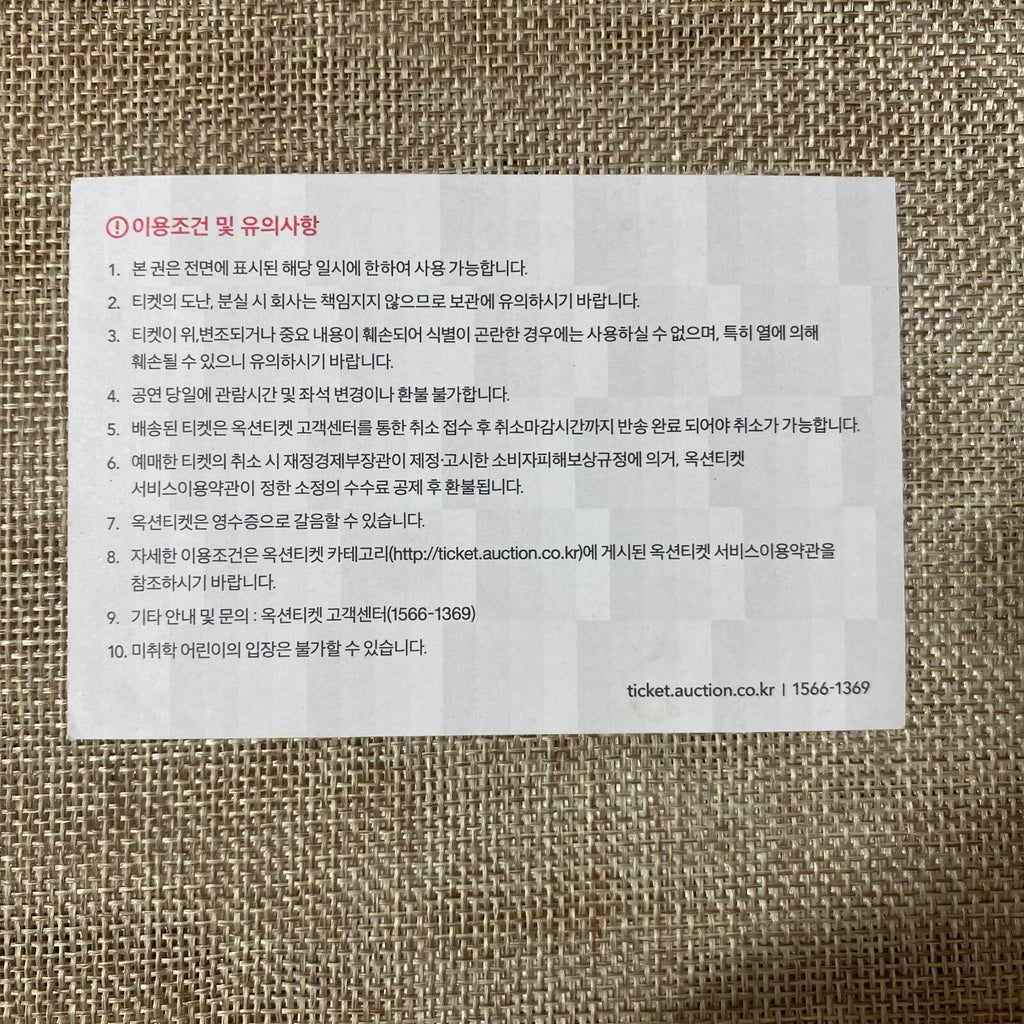 이용조건 및 유의사항
1. 본 권은 전면에 표시된 해당 일시에 한하여 사용 가능합니다.
2. 티켓의 도난, 분실 시 회사는 책임지지 않으므로 보관에 유의하시기 바랍니다.
3. 티켓이 위,변조되거나 중요 내용이 훼손되어 식별이 곤란한 경우에는 사용하실 수 없으며, 특히 열에 의해
훼손될 수 있으니 유의하시기 바랍니다.
4. 공연 당일에 관람시간 및 좌석 변경이나 환불 불가합니다.
5. 배송된 티켓은 옥션티켓 고객센터를 통한 취소 접수 후 취소마감시간까지 반송 완료 되어야 취소가 가능합니다.
6. 예매한 티켓의 취소 시 재정경제부장관이 제정·고시한 소비자피해보상규정에 의거, 옥션티켓
서비스이용약관이 정한 소정의 수수료 공제 후 환불됩니다.
7. 옥션티켓은 영수증으로 갈음할 수 있습니다.
8. 자세한 이용조건은 옥션티켓 카테고리(http://ticket.auction.co.kr)에 게시된 옥션티켓 서비스이용약관을
참조하시기 바랍니다.
9. 기타 안내 및 문의 : 옥션티켓 고객센터(1566-1369)
10. 미취학 어린이의 입장은 불가할 수 있습니다.
ticket.auction.co.kr | 1566-1369